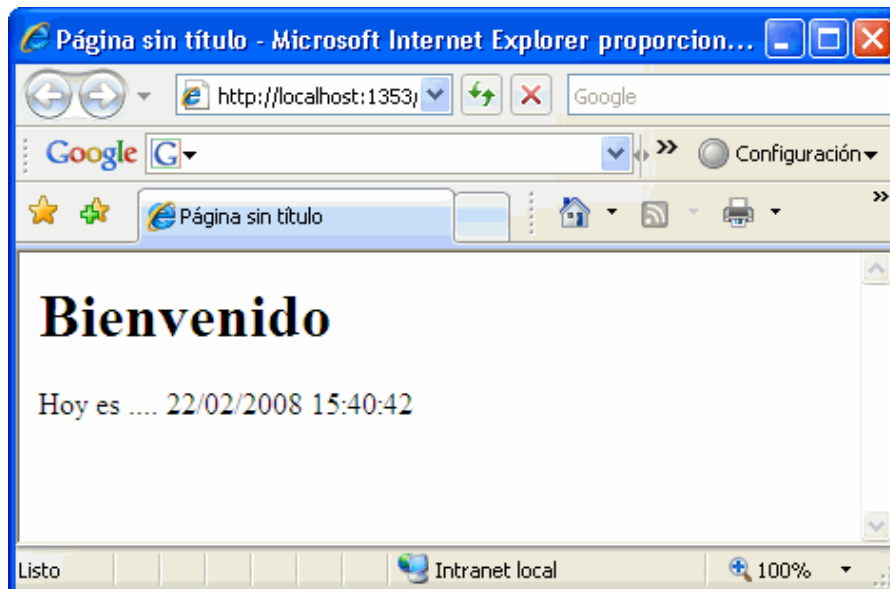 Página sin título - Microsoft Internet Explorer proporcion...
http://localhost:1353/
Google
Google G
Configuración
Página sin título
Bienvenido
Hoy es .... 22/02/2008 15:40:42
Listo
Intranet local
100%